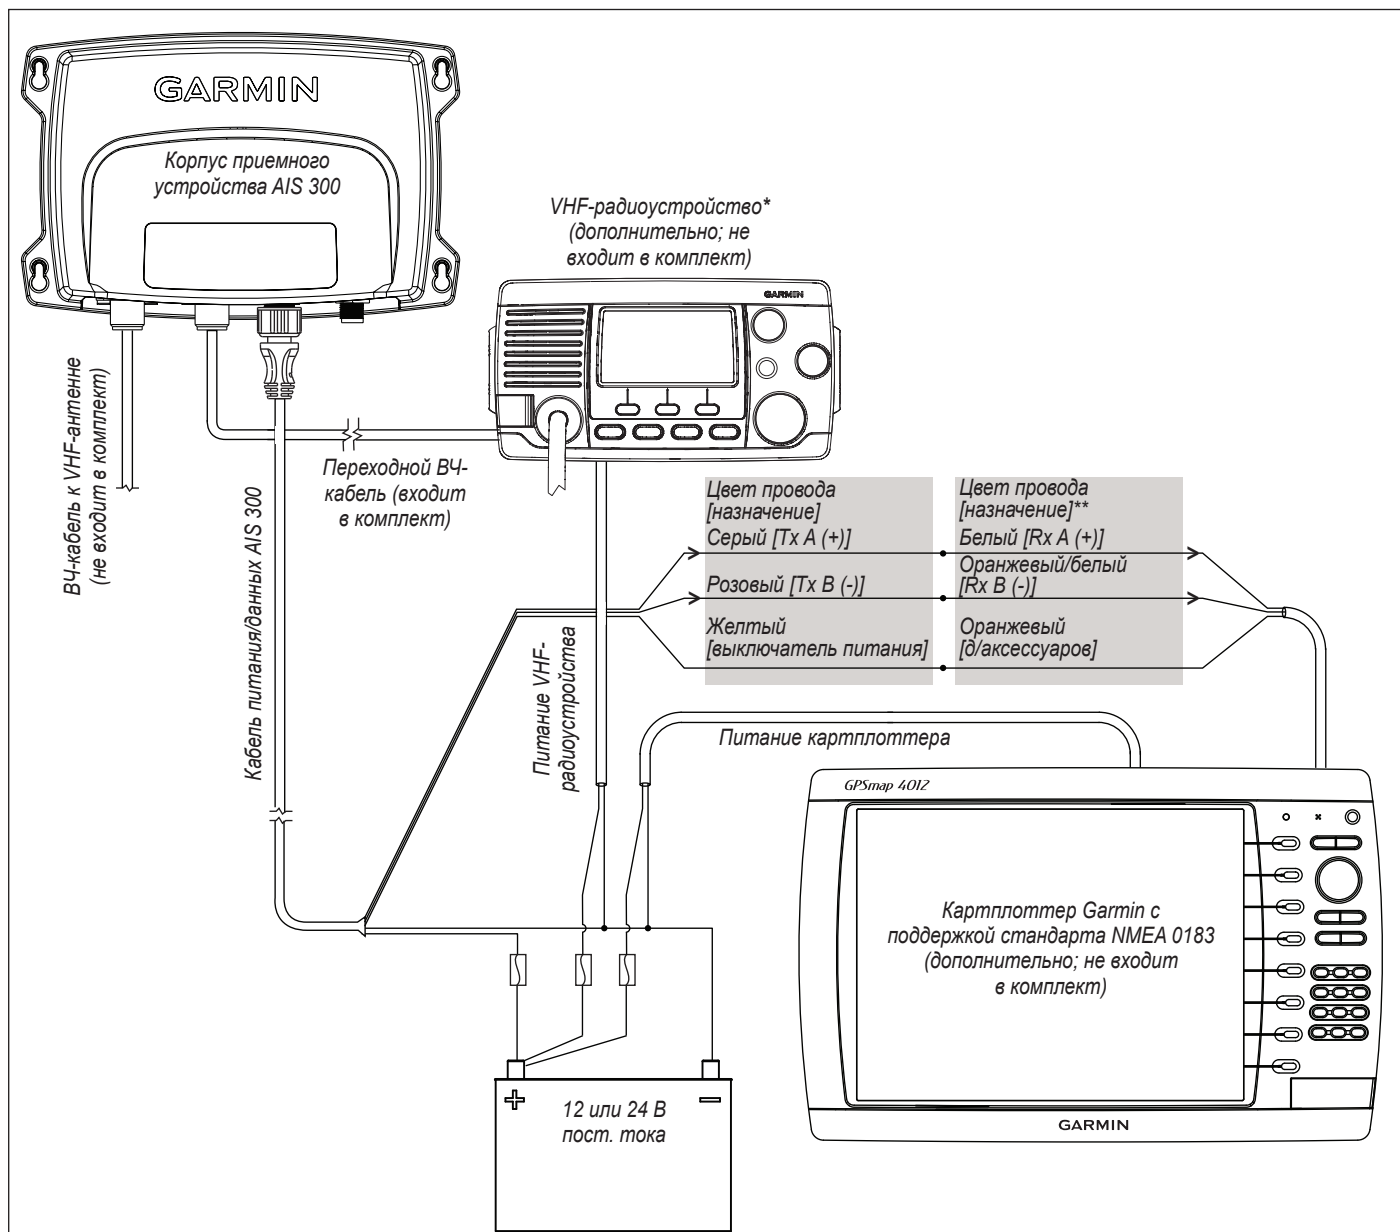 GARMIN
Корпус приемного
устройства AIS 300
VHF-радиоустройство*
(дополнительно; не
входит в комплект)
GARMIN
ВЧ-кабель к VHF-антенне
(не входит в комплект)
Кабель питания/данных AIS 300
Переходной ВЧ-
кабель (входит
в комплект)
Питание VHF-
радиоустройства
Цвет провода
[назначение]
Серый [Tx A (+)]
Розовый [Tx B (-)]
Желтый
[выключатель питания]
Цвет провода
[назначение]**
Белый [Rx A (+)]
Оранжевый/белый
[Rx B (-)]
Оранжевый
[д/аксессуаров]
Питание картплоттера
GPSmap 4012
Картплоттер Garmin с
поддержкой стандарта NMEA 0183
(дополнительно; не входит
в комплект)
GARMIN
+
−
12 или 24 В
пост. тока